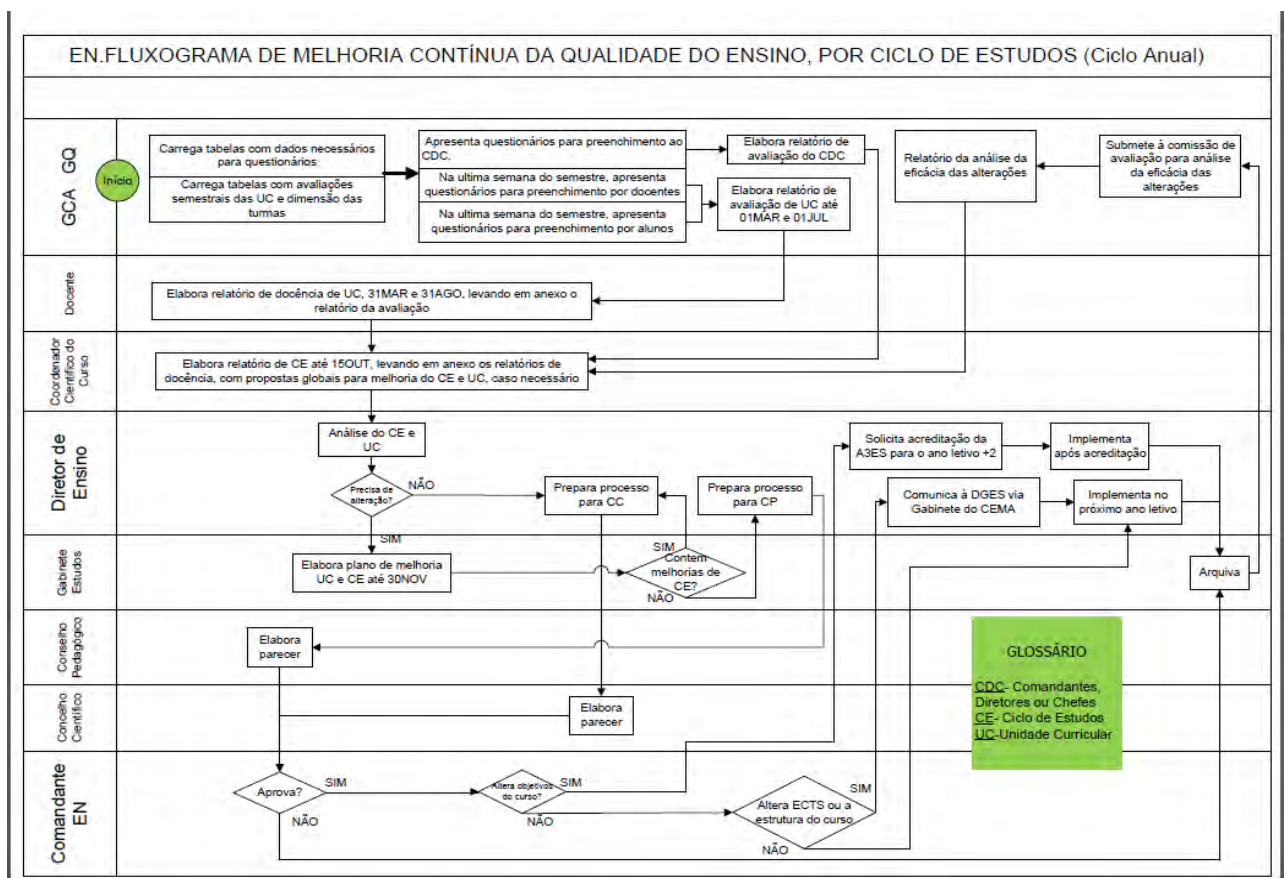 EN.FLUXOGRAMA DE MELHORIA CONTÍNUA DA QUALIDADE DO ENSINO, POR CICLO DE ESTUDOS (Ciclo Anual)
GCA GQ
Início
Carrega tabelas com dados necessários
para questionários
Carrega tabelas com avaliações
semestrais das UC e dimensão das
turmas
Apresenta questionários para preenchimento ao
CDC.
Na ultima semana do semestre, apresenta
questionários para preenchimento por docentes
Na ultima semana do semestre, apresenta
questionários para preenchimento por alunos
Elabora relatório de
avaliação do CDC
Elabora relatório de
avaliação de UC até
01MAR e 01JUL
Relatório da análise da
eficácia das alterações
Submete à comissão de
avaliação para análise
da eficácia das
alterações
Docente
Elabora relatório de docência de UC, 31MAR e 31AGO, levando em anexo o
relatório da avaliação
Coordenador
Científico do
Curso
Elabora relatório de CE até 15OUT, levando em anexo os relatórios de
docência, com propostas globais para melhoria do CE e UC, caso necessário
Diretor de
Ensino
Análise do CE e
UC
Precisa de
alteração?
NÃO
SIM
Prepara processo
para CC
Prepara processo
para CP
Solicita acreditação da
A3ES para o ano letivo +2
Implementa
após acreditação
Comunica à DGES via
Gabinete do CEMA
Implementa no
próximo ano letivo
Gabinete
Estudos
Elabora plano de melhoria
UC e CE até 30NOV
SIM
Contem
melhorias de
CE?
NÃO
Arquiva
Conselho
Pedagógico
Elabora
parecer
GLOSSÁRIO
CDC- Comandantes,
Diretores ou Chefes
CE- Ciclo de Estudos
UC-Unidade Curricular
Concelho
Científico
Elabora
parecer
Comandante
EN
Aprova?
SIM
NÃO
Altera objetivos
do curso?
SIM
NÃO
Altera ECTS ou a
estrutura do curso
SIM
NÃO